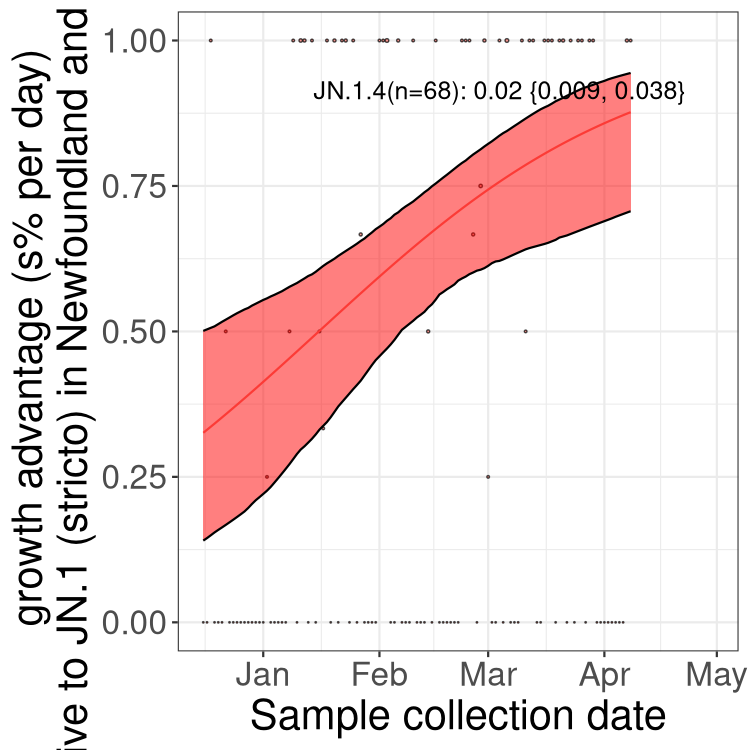 growth advantage (s% per day)
ive to JN.1 (stricto) in Newfoundland and
1.00
0.75
0.50
0.25
0.00
JN.1.4(n=68): 0.02 {0.009, 0.038}
Jan Feb Mar Apr May
Sample collection date